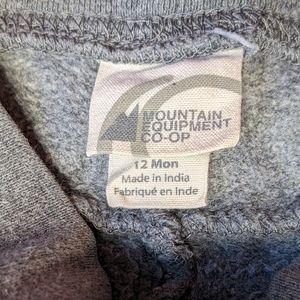 MOUNTAIN
EQUIPMENT
CO-OP
12 Mon
Made in India
Fabriqué en Inde